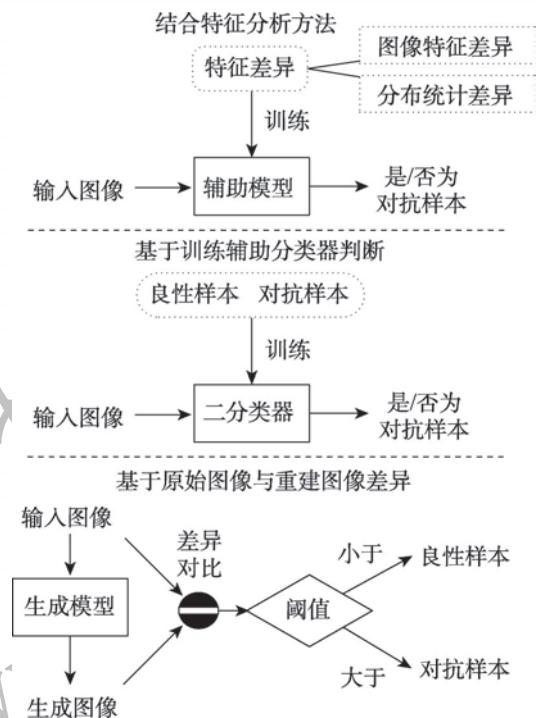 结合特征分析方法
特征差异
图像特征差异
分布统计差异
训练
输入图像
辅助模型
是/否为
对抗样本
基于训练辅助分类器判断
良性样本 对抗样本
训练
输入图像
二分类器
是/否为
对抗样本
基于原始图像与重建图像差异
输入图像
差异
对比
小于
良性样本
生成模型
阈值
大于
对抗样本
生成图像